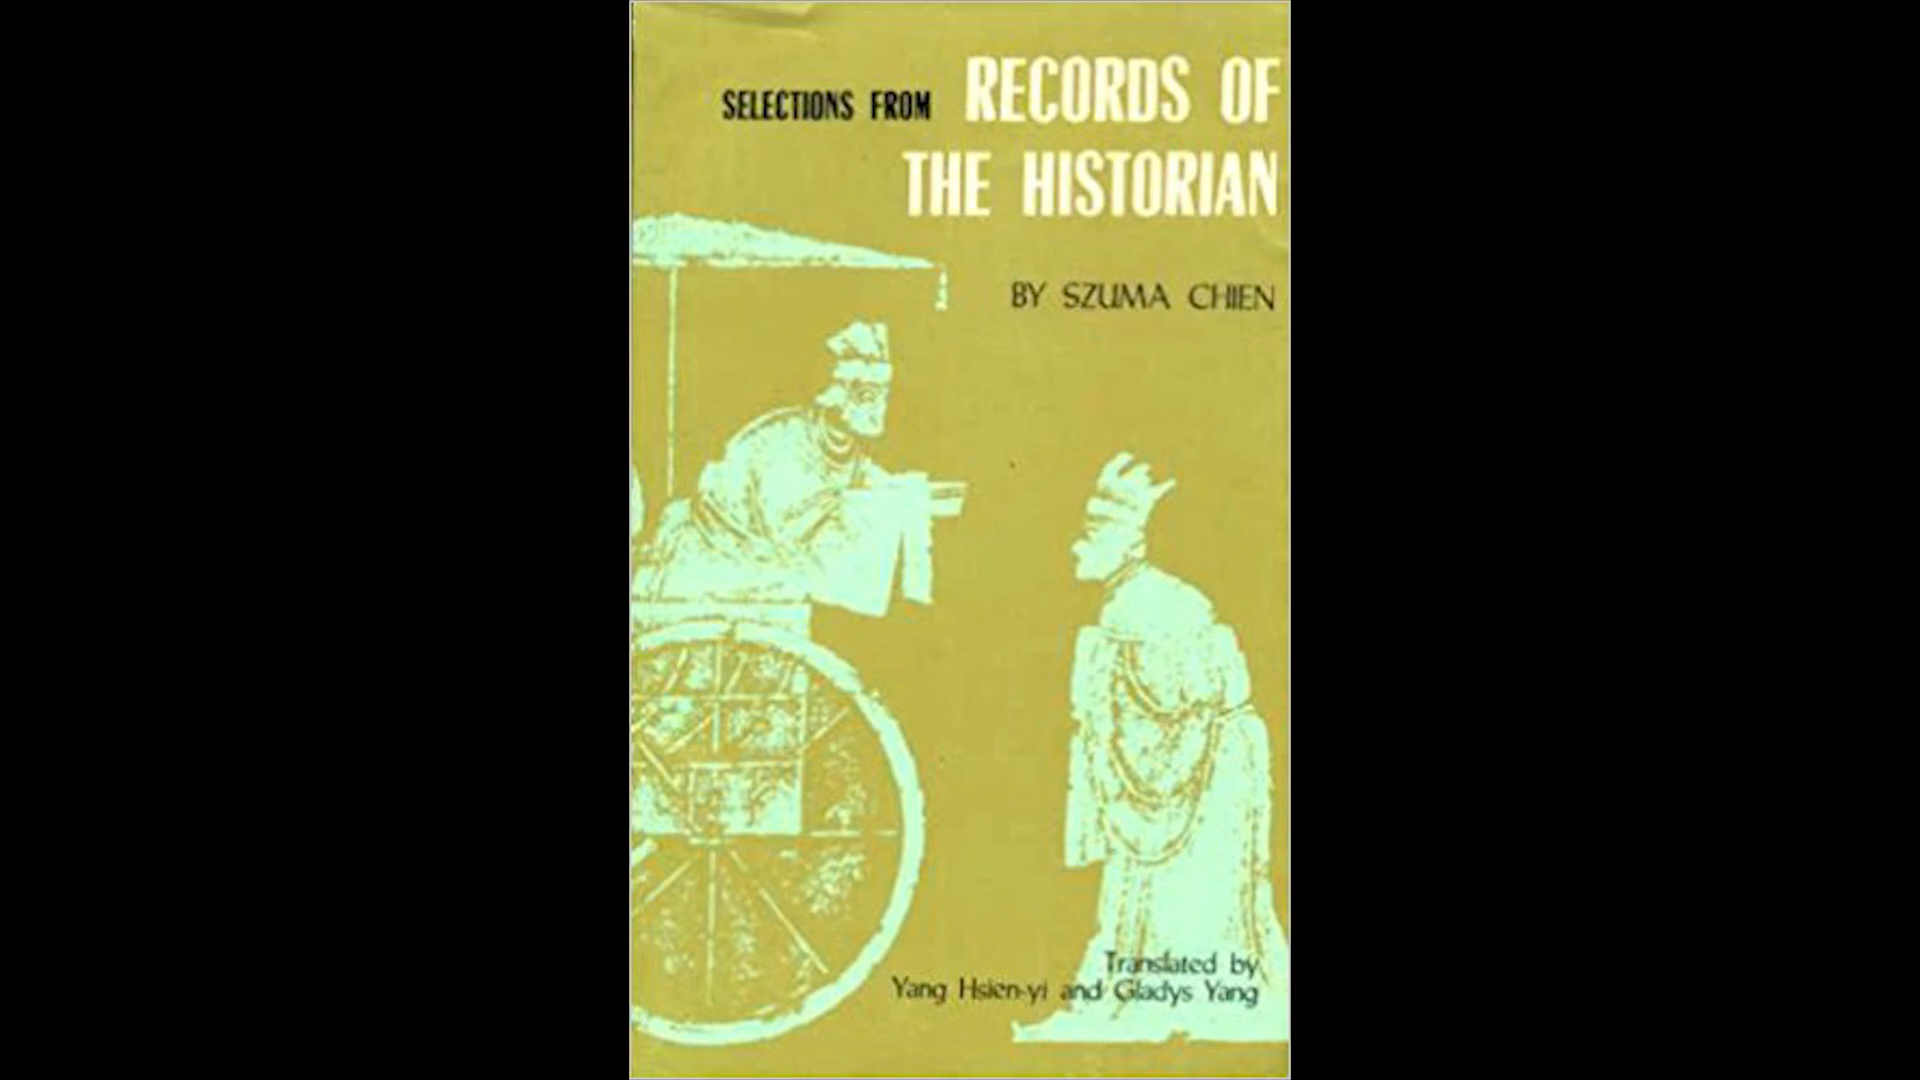 SELECTIONS FROM RECORDS OF
THE HISTORIAN
BY SZUMA CHIEN
Translated by
Yang Hsien-yi and Gladys Yang